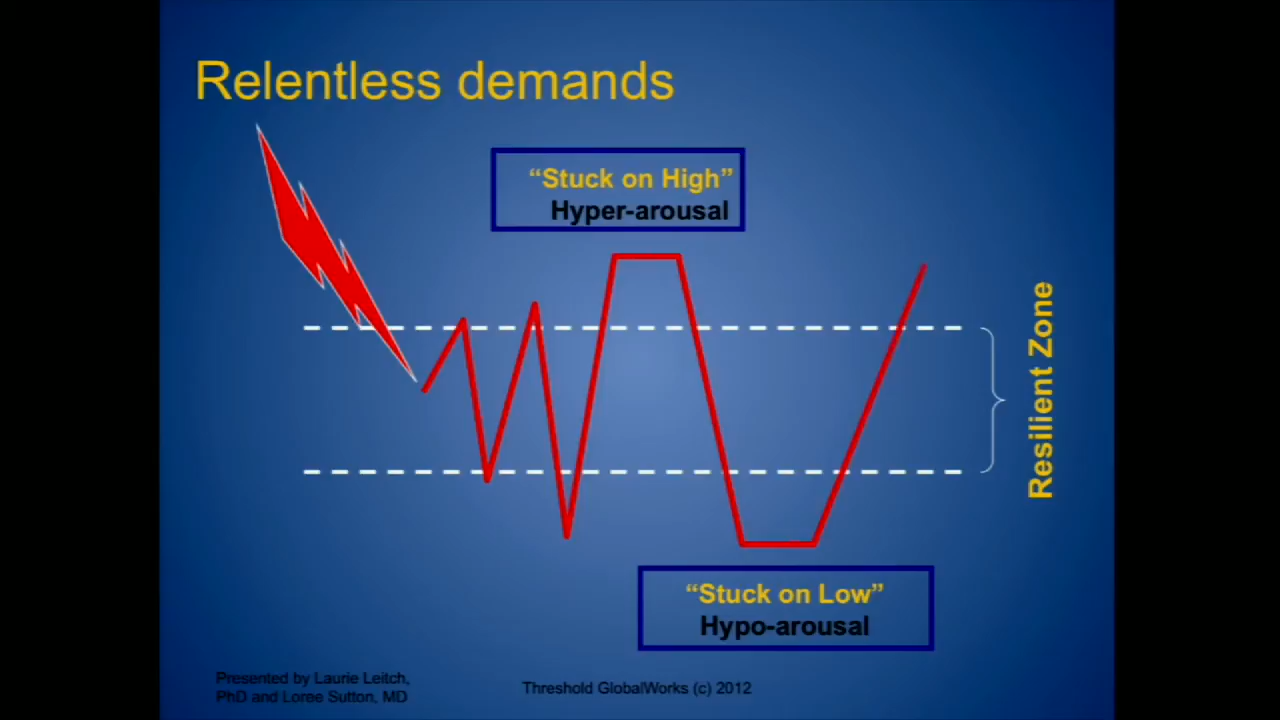 Relentless demands
“Stuck on High”
Hyper-arousal
Resilient Zone
“Stuck on Low”
Hypo-arousal
Presented by Laurie Leitch,
PhD and Loree Sutton, MD
Threshold GlobalWorks (c) 2012